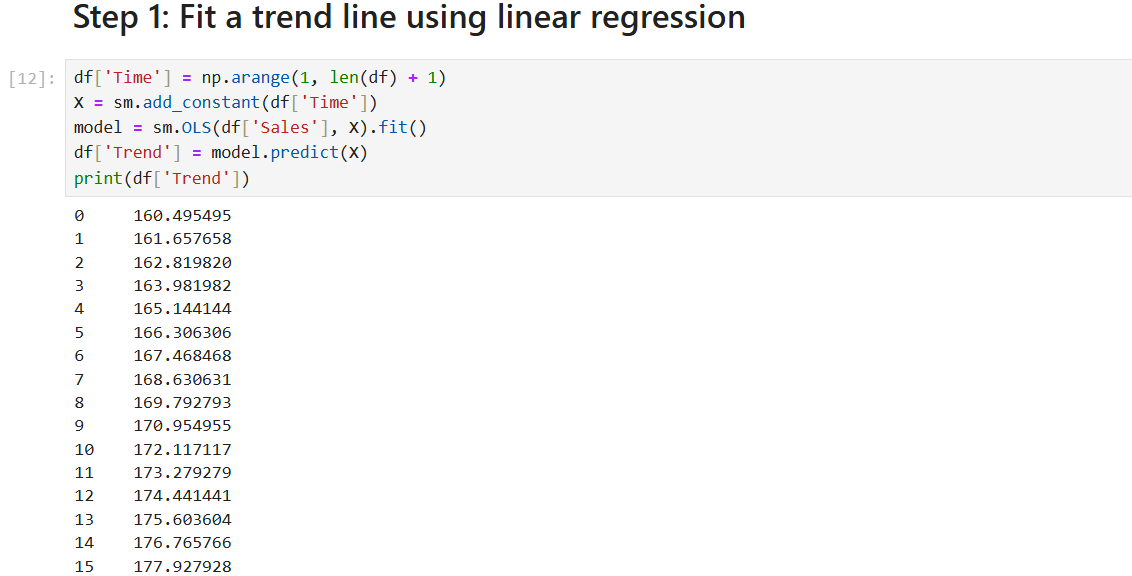 Step 1: Fit a trend line using linear regression
[12]:
df['Time'] = np.arange(1, len(df) + 1)
X = sm.add_constant(df['Time'])
model = sm.OLS(df['Sales'], X).fit()
df['Trend'] = model.predict(X)
print(df['Trend'])
0 160.495495
1 161.657658
2 162.819820
3 163.981982
4 165.144144
5 166.306306
6 167.468468
7 168.630631
8 169.792793
9 170.954955
10 172.117117
11 173.279279
12 174.441441
13 175.603604
14 176.765766
15 177.927928